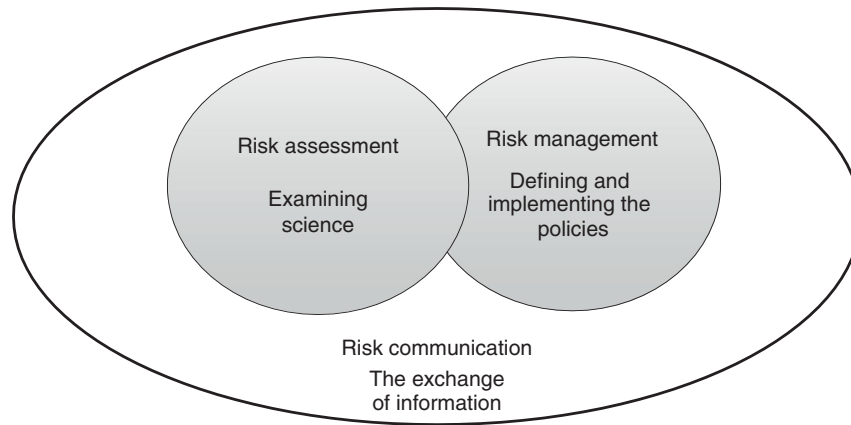 Risk assessment
Examining
science
Risk management
Defining and
implementing the
policies
Risk communication
The exchange
of information